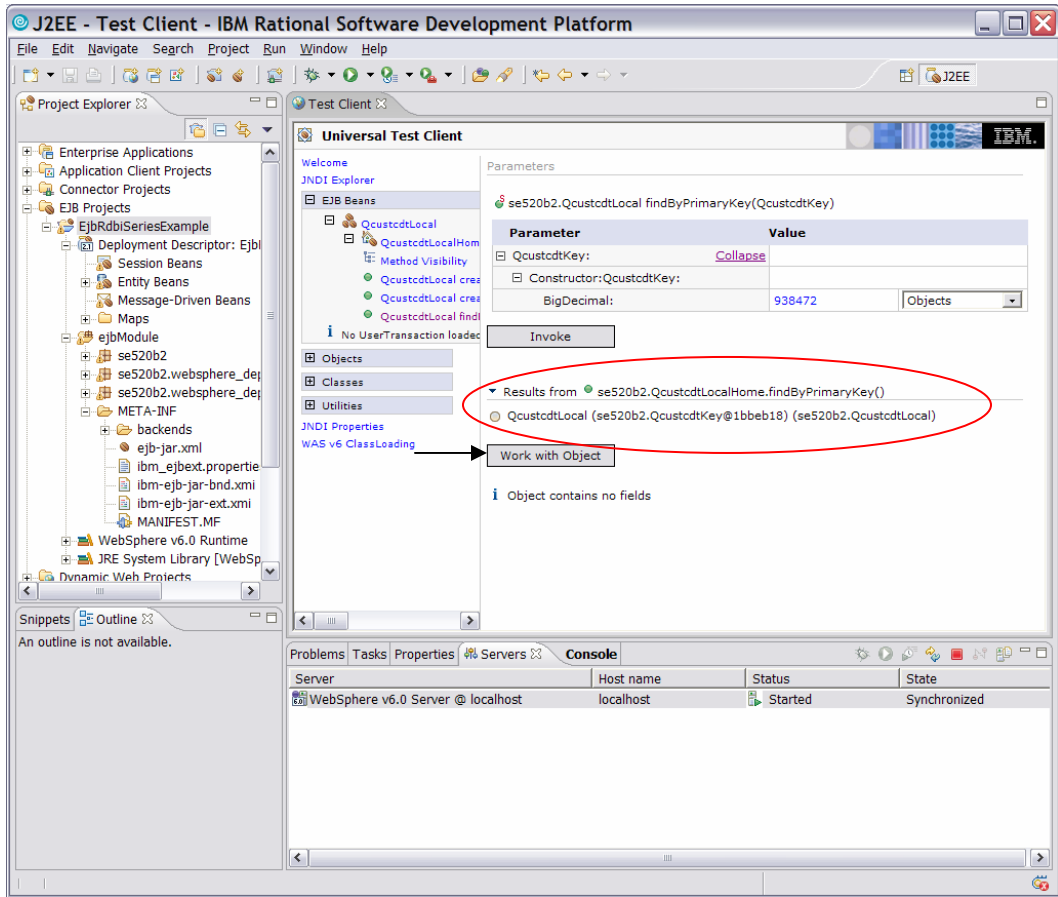 J2EE - Test Client - IBM Rational Software Development Platform
File Edit Navigate Search Project Run Window Help
J2EE
Project Explorer
Enterprise Applications
Application Client Projects
Connector Projects
EJB Projects
EjbRdbiSeriesExample
Deployment Descriptor: Ejbl
Session Beans
Entity Beans
Message-Driven Beans
Maps
ejbModule
se520b2
se520b2.websphere_dep
se520b2.websphere_dep
META-INF
backends
ejb-jar.xml
ibm_ejbext.propertie
ibm-ejb-jar-bnd.xmi
ibm-ejb-jar-ext.xmi
MANIFEST.MF
WebSphere v6.0 Runtime
JRE System Library [WebSp
Dynamic Web Projects
Snippets Outline
An outline is not available.
Test Client
Universal Test Client
IBM.
Welcome
JNDI Explorer
EJB Beans
QcustcdtLocal
QcustcdtLocalHom
Method Visibility
QcustcdtLocal crea
QcustcdtLocal crea
QcustcdtLocal find
No UserTransaction loaded
Objects
Classes
Utilities
JNDI Properties
WAS v6 ClassLoading
Parameters
se520b2.QcustcdtLocal findByPrimaryKey(QcustcdtKey)
Parameter Value
QcustcdtKey: Collapse
Constructor:QcustcdtKey:
BigDecimal: 938472 Objects
Invoke
Results from se520b2.QcustcdtLocalHome.findByPrimaryKey()
QcustcdtLocal (se520b2.QcustcdtKey@1bbeb18) (se520b2.QcustcdtLocal)
Work with Object
Object contains no fields
Problems Tasks Properties Servers Console
Server Host name Status State
WebSphere v6.0 Server @ localhost localhost Started Synchronized